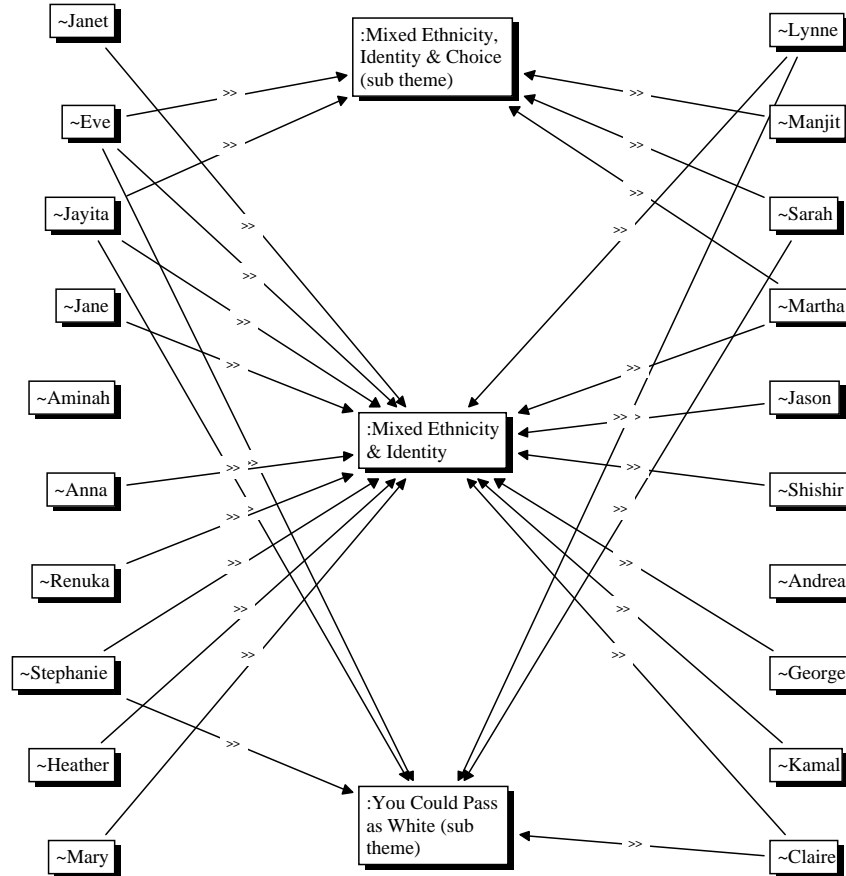 ~Janet
:Mixed Ethnicity,
Identity & Choice
(sub theme)
~Lynne
>>
>>
~Eve
~Manjit
>>
>>
~Jayita
>>
~Sarah
>>
>>
>>
~Jane
>>
~Martha
>>
>>
>>
~Aminah
:Mixed Ethnicity
& Identity
>>
~Jason
~Anna
>>
>>
>>
~Shishir
>>
>>
~Renuka
>>
>>
~Andrea
>>
>>
~Stephanie
>>
>>
~George
~Heather
>>
~Kamal
:You Could Pass
as White (sub
theme)
~Mary
>>
~Claire